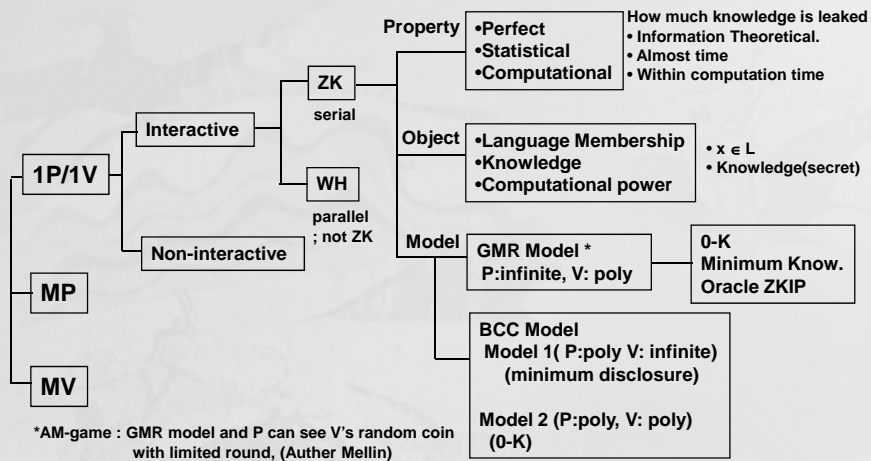 Property
•Perfect
•Statistical
•Computational
How much knowledge is leaked
• Information Theoretical.
• Almost time
• Within computation time
ZK
serial
Interactive
Object
•Language Membership
•Knowledge
•Computational power
• x ∈ L
• Knowledge(secret)
1P/1V
WH
parallel
; not ZK
Non-interactive
Model
GMR Model *
P:infinite, V: poly
0-K
Minimum Know.
Oracle ZKIP
MP
BCC Model
Model 1( P:poly V: infinite)
(minimum disclosure)
Model 2 (P:poly, V: poly)
(0-K)
MV
*AM-game : GMR model and P can see V's random coin
with limited round, (Auther Mellin)